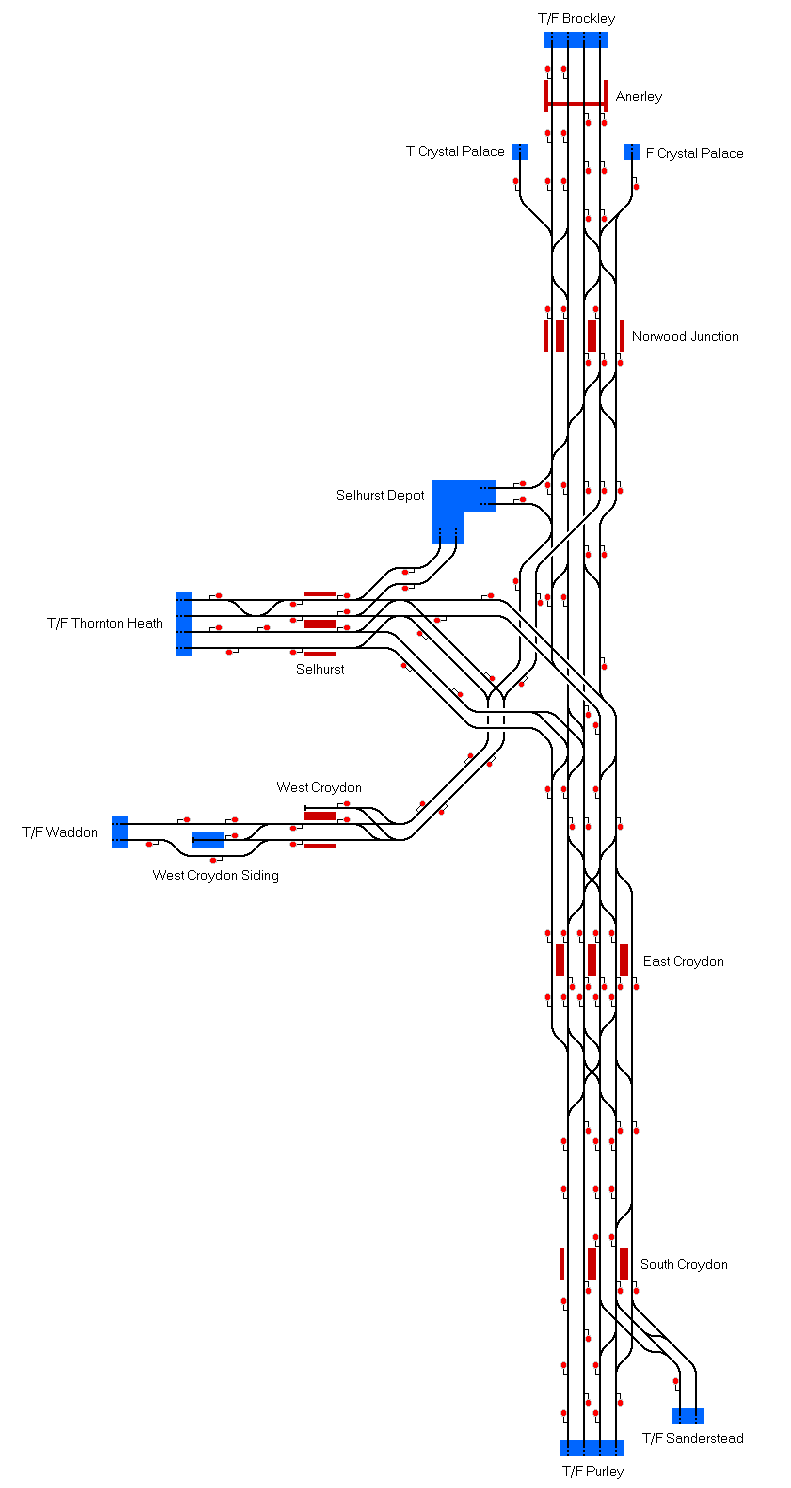 T/F Brockley
Anerley
T Crystal Palace
F Crystal Palace
Norwood Junction
Selhurst Depot
T/F Thornton Heath
Selhurst
West Croydon
T/F Waddon
West Croydon Siding
East Croydon
South Croydon
T/F Sanderstead
T/F Purley